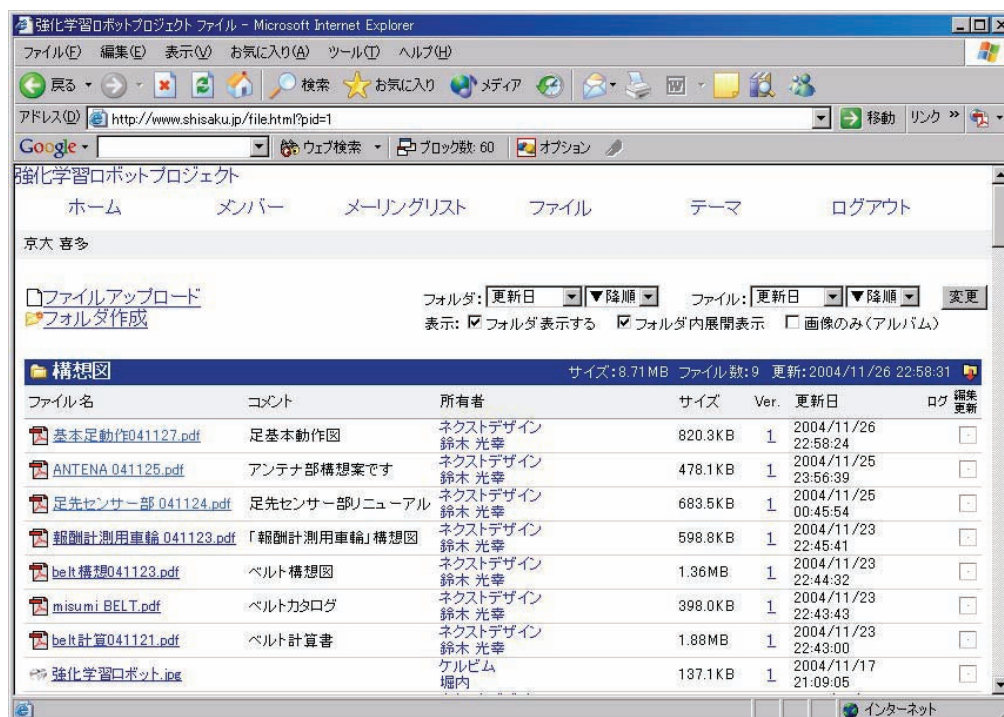 強化学習ロボットプロジェクト ファイル - Microsoft Internet Explorer
ファイル(F) 編集(E) 表示(V) お気に入り(A) ツール(T) ヘルプ(H)
戻る 検索 お気に入り メディア
アドレス(D) http://www.shisaku.jp/file.html?pid=1 移動 リンク »
Google ウェブ検索 ブロック数: 60 オプション
強化学習ロボットプロジェクト
ホーム メンバー メーリングリスト ファイル テーマ ログアウト
京大 喜多
ファイルアップロード
フォルダ作成
フォルダ: 更新日 ▼降順 ファイル: 更新日 ▼降順 変更
表示: フォルダ表示する フォルダ内展開表示 画像のみ(アルバム)
構想図 サイズ:8.71MB ファイル数:9 更新:2004/11/26 22:58:31
ファイル名 コメント 所有者 サイズ Ver. 更新日 ログ 編集更新
基本足動作041127.pdf 足基本動作図 ネクストデザイン 鈴木 光幸 820.3KB 1 2004/11/26 22:58:24
ANTENA 041125.pdf アンテナ部構想案です ネクストデザイン 鈴木 光幸 478.1KB 1 2004/11/25 23:56:39
足先センサー部 041124.pdf 足先センサー部リニューアル ネクストデザイン 鈴木 光幸 683.5KB 1 2004/11/25 00:45:54
報酬計測用車輪 041123.pdf 「報酬計測用車輪」構想図 ネクストデザイン 鈴木 光幸 598.8KB 1 2004/11/23 22:45:41
belt構想041123.pdf ベルト構想図 ネクストデザイン 鈴木 光幸 1.36MB 1 2004/11/23 22:44:32
misumi BELT.pdf ベルトカタログ ネクストデザイン 鈴木 光幸 398.0KB 1 2004/11/23 22:43:43
belt計算041121.pdf ベルト計算書 ネクストデザイン 鈴木 光幸 1.88MB 1 2004/11/23 22:43:00
強化学習ロボット.jpg ケルビム 堀内 137.1KB 1 2004/11/17 21:09:05
インターネット